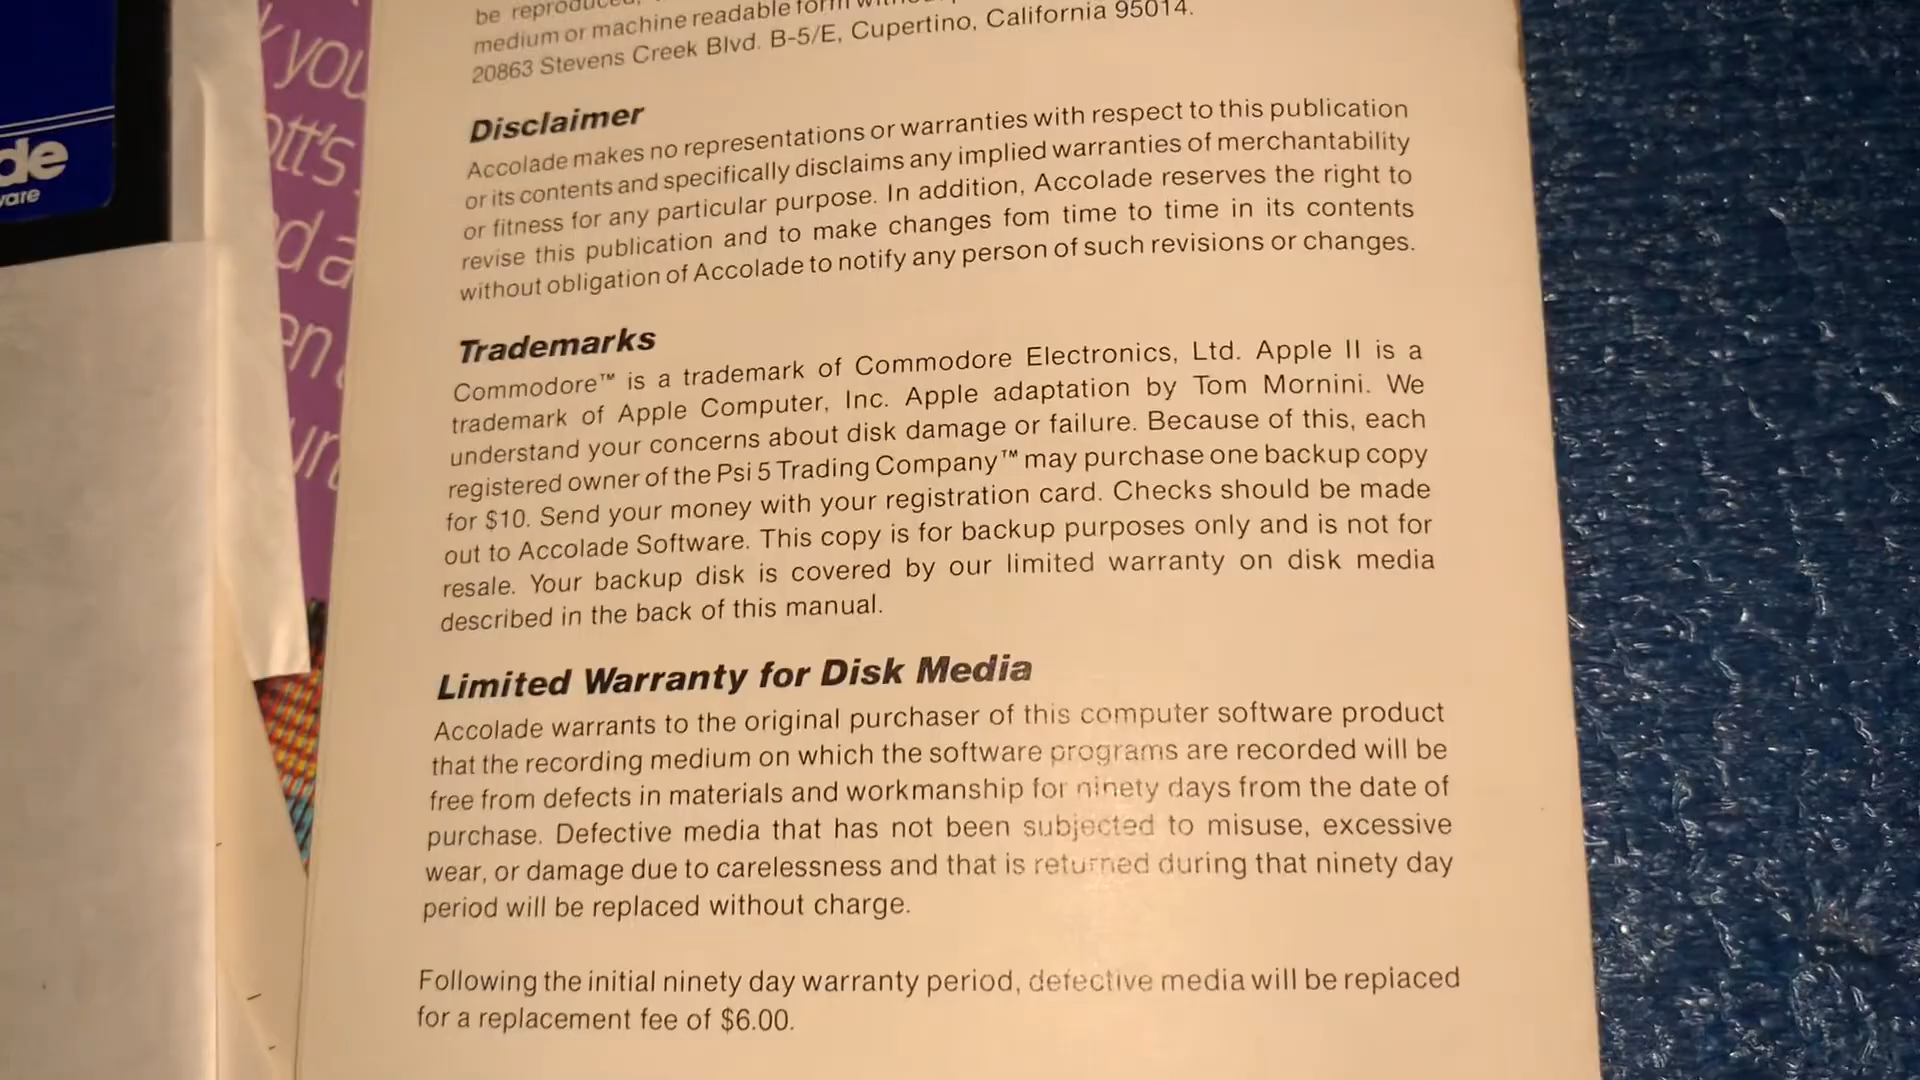 you
ott's
d a
en
ur
de
ware
be reproduced,
medium or machine readable form
20863 Stevens Creek Blvd. B-5/E, Cupertino, California 95014.
Disclaimer
Accolade makes no representations or warranties with respect to this publication
or its contents and specifically disclaims any implied warranties of merchantability
or fitness for any particular purpose. In addition, Accolade reserves the right to
revise this publication and to make changes fom time to time in its contents
without obligation of Accolade to notify any person of such revisions or changes.
Trademarks
Commodore™ is a trademark of Commodore Electronics, Ltd. Apple II is a
trademark of Apple Computer, Inc. Apple adaptation by Tom Mornini. We
understand your concerns about disk damage or failure. Because of this, each
registered owner of the Psi 5 Trading Company™ may purchase one backup copy
for $10. Send your money with your registration card. Checks should be made
out to Accolade Software. This copy is for backup purposes only and is not for
resale. Your backup disk is covered by our limited warranty on disk media
described in the back of this manual.
Limited Warranty for Disk Media
Accolade warrants to the original purchaser of this computer software product
that the recording medium on which the software programs are recorded will be
free from defects in materials and workmanship for ninety days from the date of
purchase. Defective media that has not been subjected to misuse, excessive
wear, or damage due to carelessness and that is returned during that ninety day
period will be replaced without charge.
Following the initial ninety day warranty period, defective media will be replaced
for a replacement fee of $6.00.